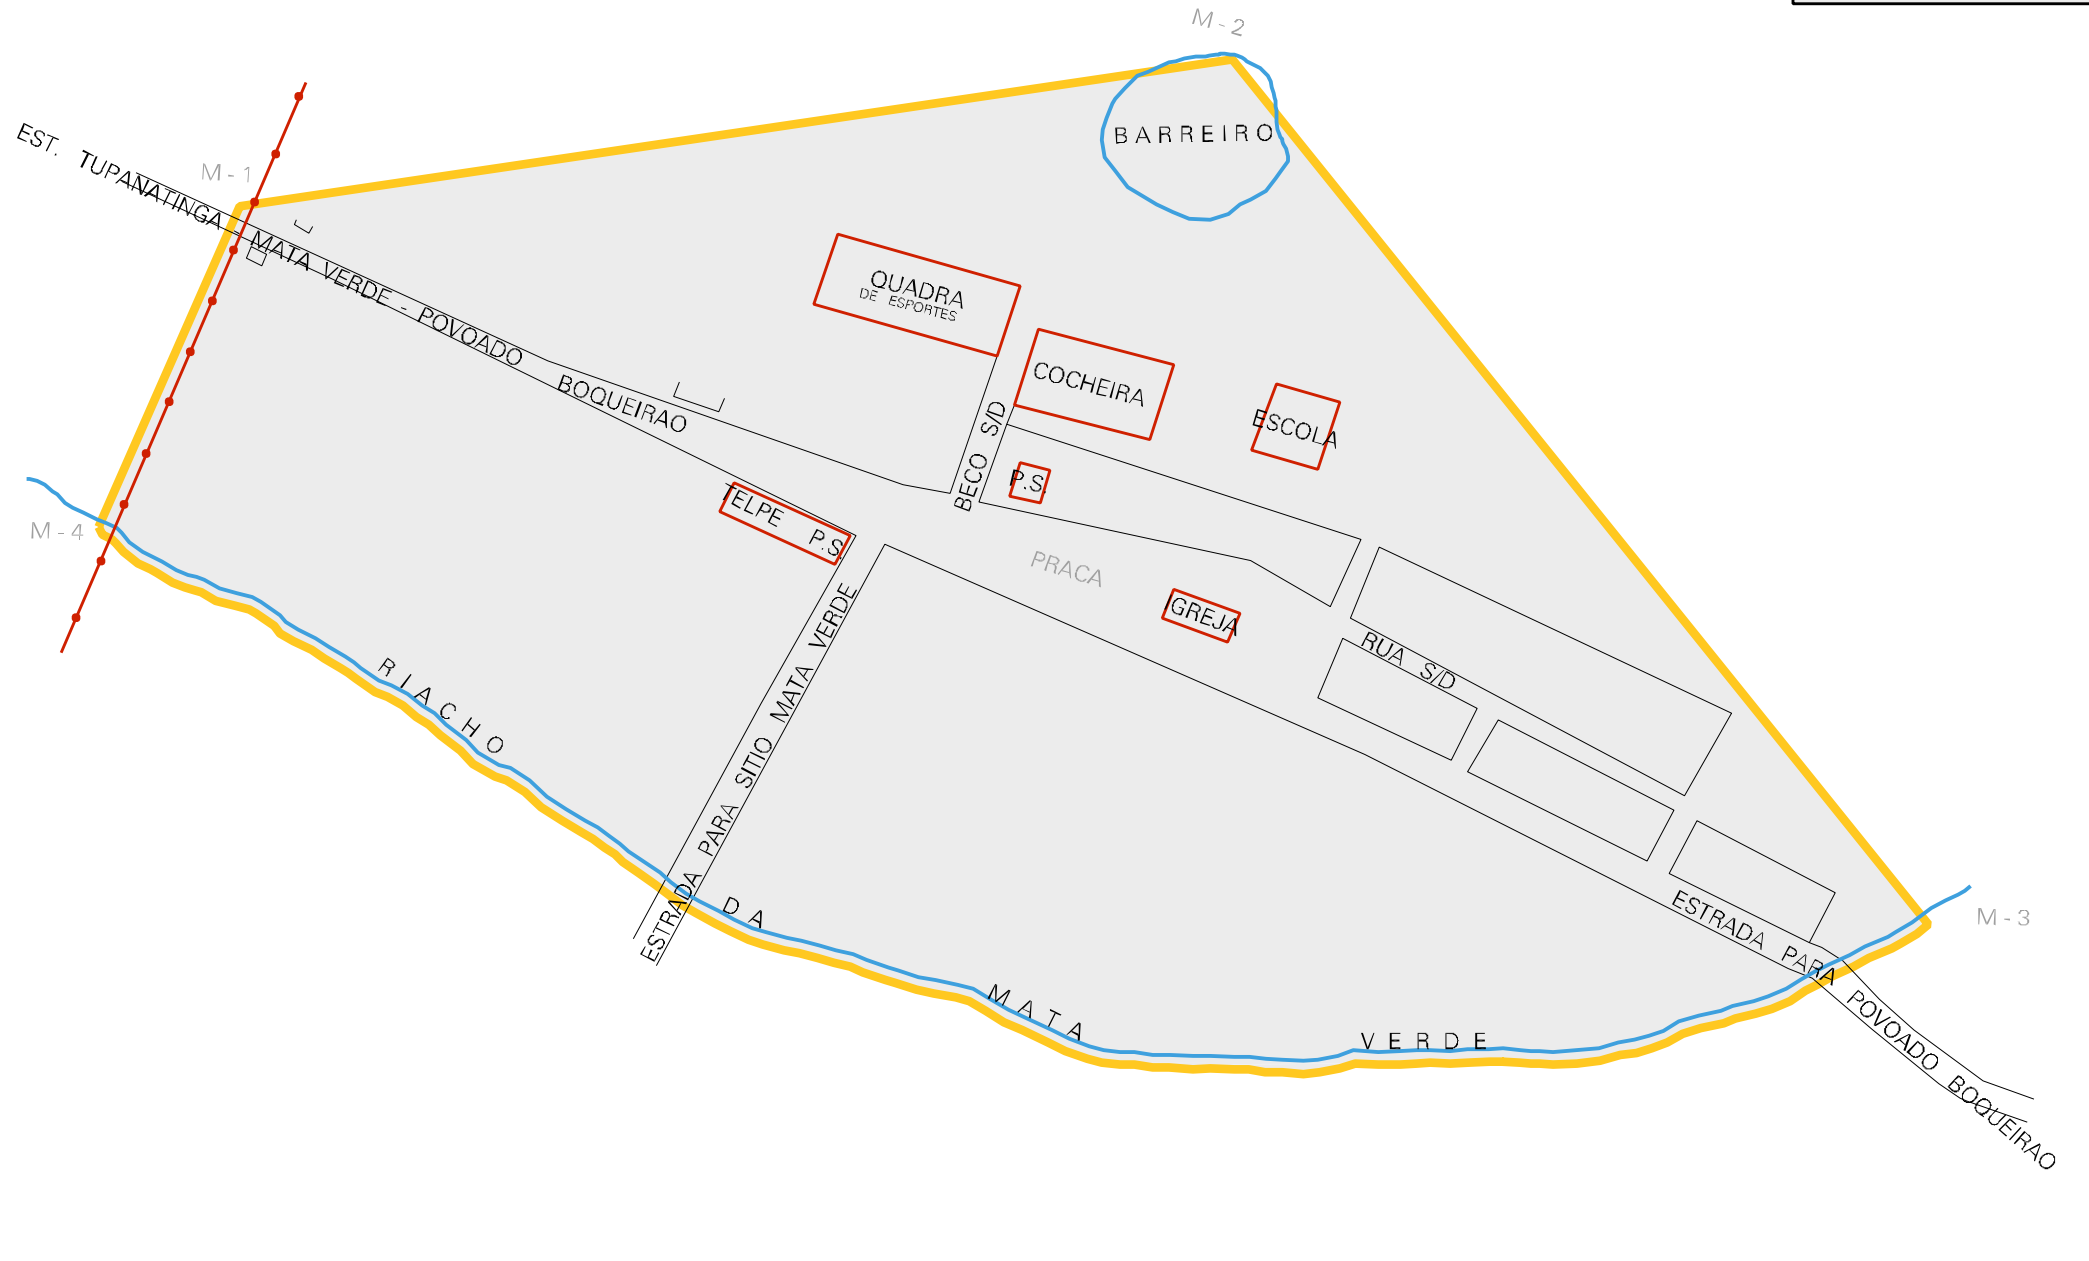 M - 2
BARREIRO
EST. TUPANATINGA - MATA VERDE - POVOADO BOQUEIRAO
M - 1
QUADRA
DE ESPORTES
COCHEIRA
ESCOLA
BECO S/D
P.S.
TELPE P.S.
M - 4
PRACA
IGREJA
RUA S/D
ESTRADA PARA SITIO MATA VERDE
RIACHO DA MATA VERDE
ESTRADA PARA POVOADO BOQUEIRAO
M - 3